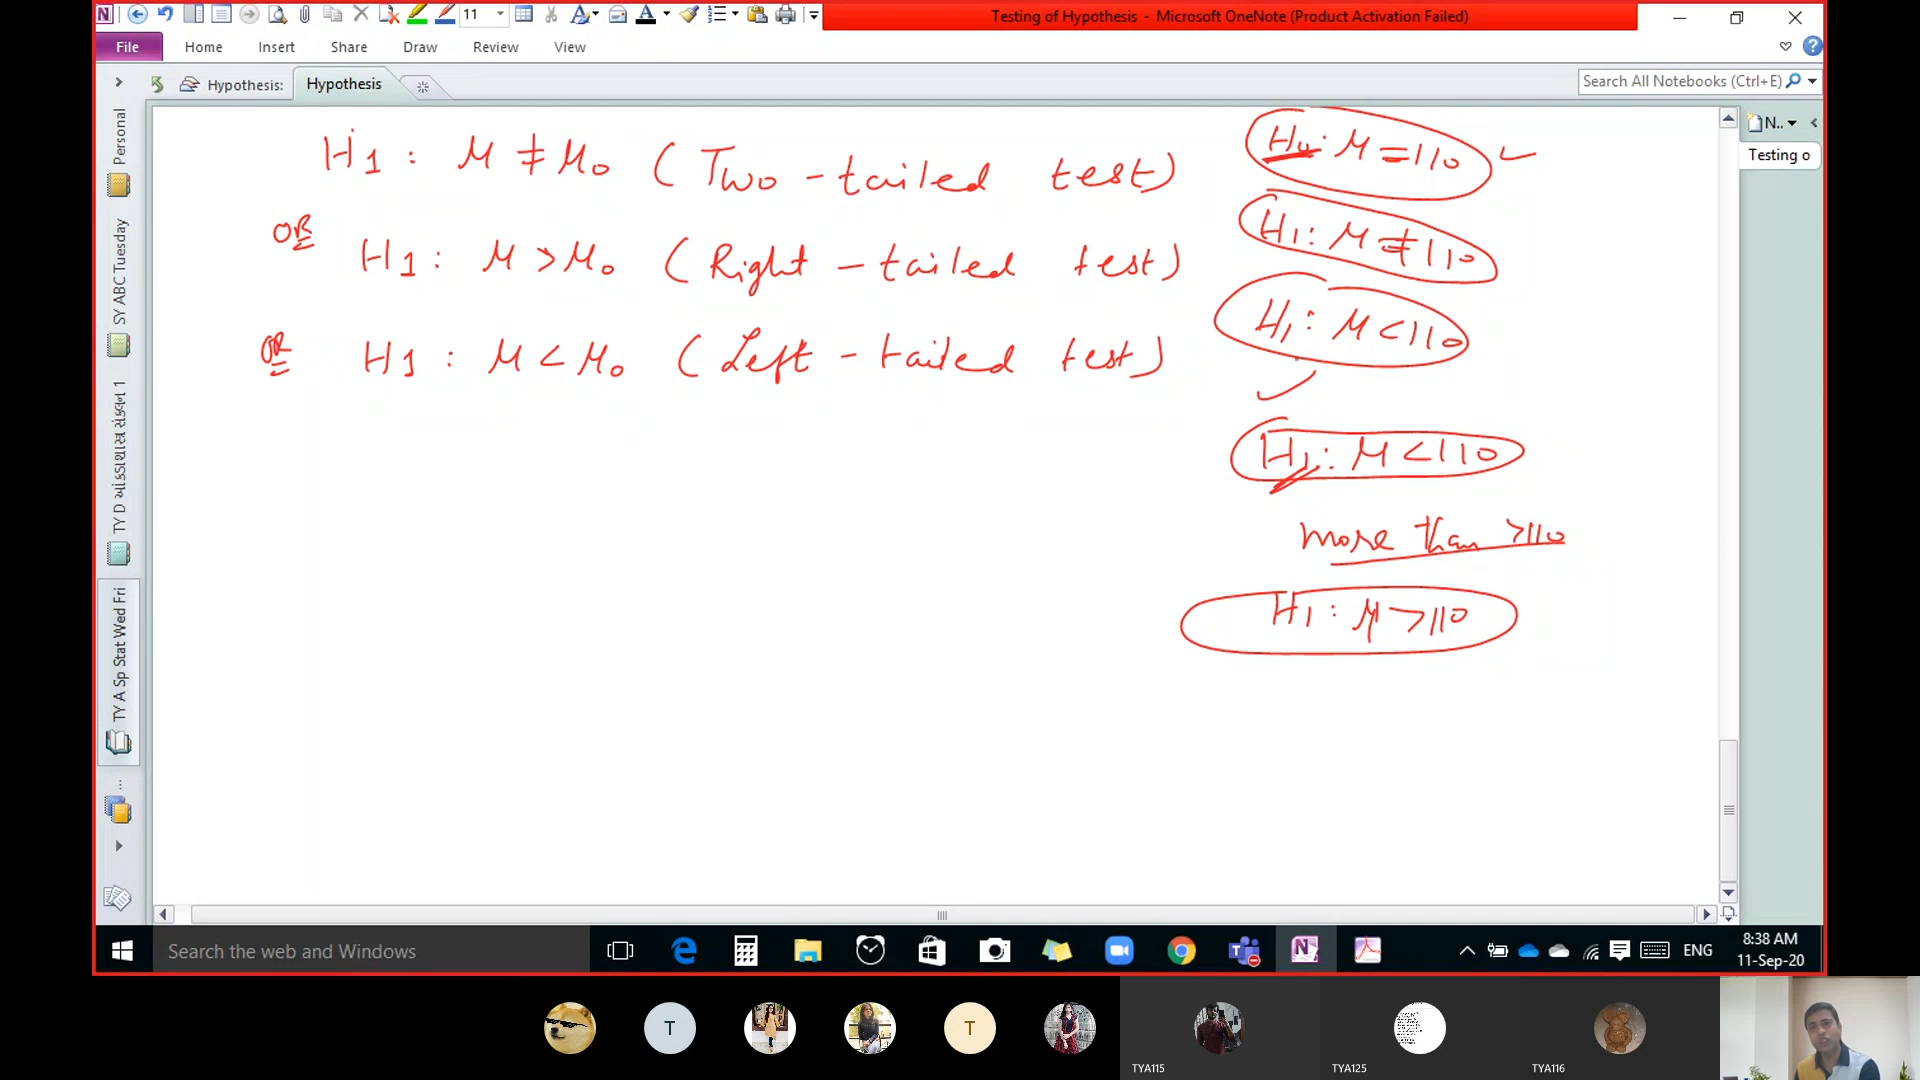 11
Testing of Hypothesis - Microsoft OneNote (Product Activation Failed)
File Home Insert Share Draw Review View
Hypothesis: Hypothesis
Search All Notebooks (Ctrl+E)
N..
Testing o
Personal
SY ABC Tuesday
TY A Sp Stat Wed Fri
H1 : μ ≠ μ₀ (Two-tailed test)
OR
H1 : μ > μ₀ (Right-tailed test)
OR
H1 : μ < μ₀ (Left-tailed test)
H₀: μ = 110
H1: μ ≠ 110
H1: μ < 110
H1: μ < 110
more than >110
H1: μ > 110
Search the web and Windows
ENG
8:38 AM
11-Sep-20
T
T
TYA115
TYA125
TYA116